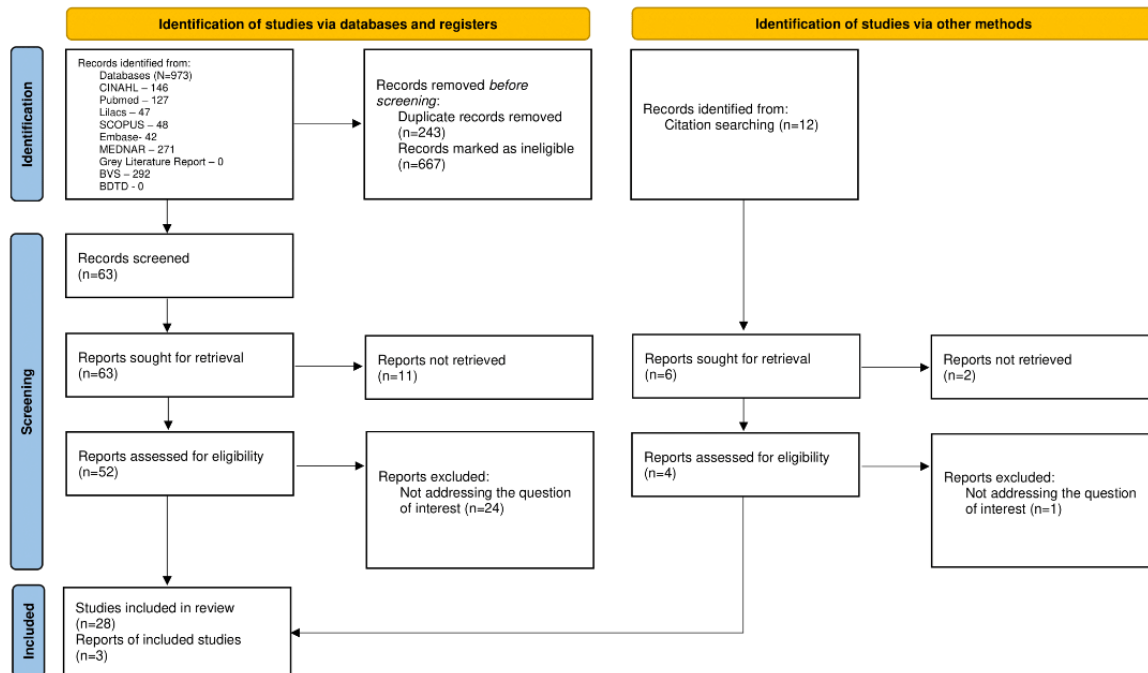 Identification of studies via databases and registers
Identification of studies via other methods
Identification
Records identified from:
Databases (N=973)
CINAHL – 146
Pubmed – 127
Lilacs – 47
SCOPUS – 48
Embase- 42
MEDNAR – 271
Grey Literature Report – 0
BVS – 292
BDTD - 0
Records removed before
screening:
Duplicate records removed
(n=243)
Records marked as ineligible
(n=667)
Records identified from:
Citation searching (n=12)
Screening
Records screened
(n=63)
Reports sought for retrieval
(n=63)
Reports not retrieved
(n=11)
Reports sought for retrieval
(n=6)
Reports not retrieved
(n=2)
Reports assessed for eligibility
(n=52)
Reports excluded:
Not addressing the question
of interest (n=24)
Reports assessed for eligibility
(n=4)
Reports excluded:
Not addressing the question
of interest (n=1)
Included
Studies included in review
(n=28)
Reports of included studies
(n=3)